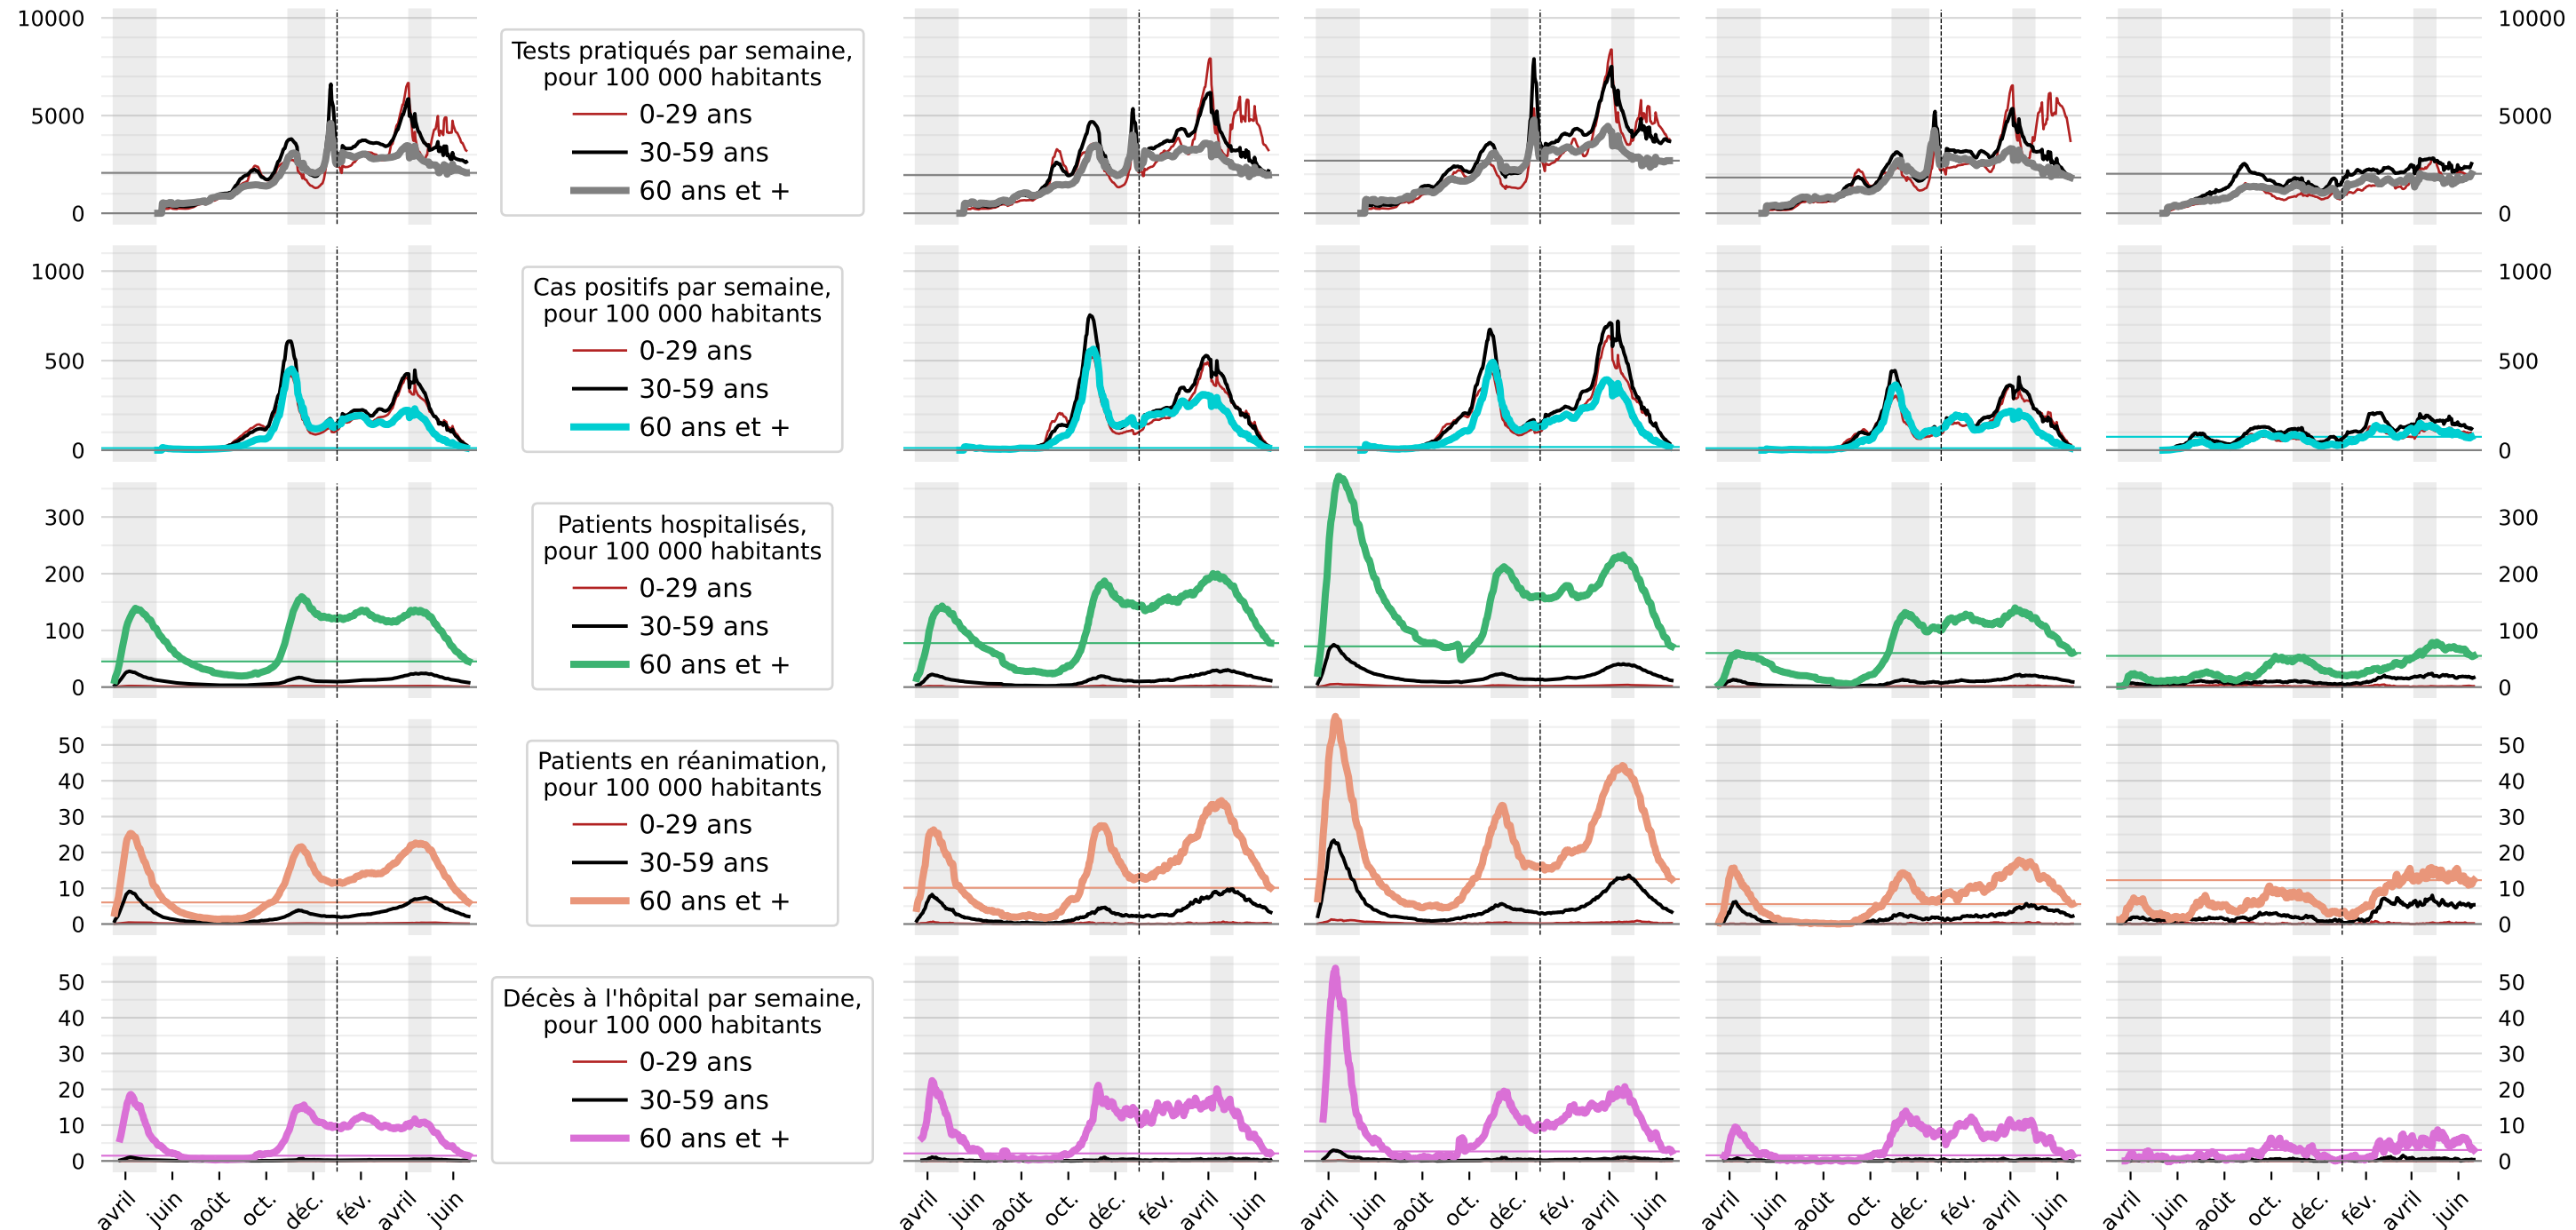 10000
5000
0
Tests pratiqués par semaine,
pour 100 000 habitants
0-29 ans
30-59 ans
60 ans et +
10000
5000
0
1000
500
0
Cas positifs par semaine,
pour 100 000 habitants
0-29 ans
30-59 ans
60 ans et +
1000
500
0
300
200
100
0
Patients hospitalisés,
pour 100 000 habitants
0-29 ans
30-59 ans
60 ans et +
300
200
100
0
50
40
30
20
10
0
Patients en réanimation,
pour 100 000 habitants
0-29 ans
30-59 ans
60 ans et +
50
40
30
20
10
0
50
40
30
20
10
0
Décès à l'hôpital par semaine,
pour 100 000 habitants
0-29 ans
30-59 ans
60 ans et +
50
40
30
20
10
0
avril juin août oct. déc. fév. avril juin
avril juin août oct. déc. fév. avril juin
avril juin août oct. déc. fév. avril juin
avril juin août oct. déc. fév. avril juin
avril juin août oct. déc. fév. avril juin